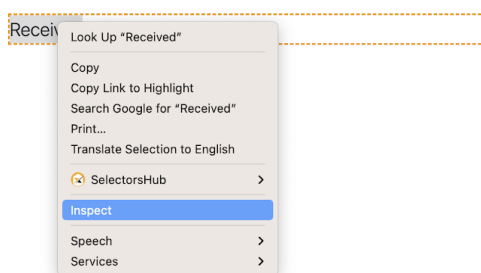 Receiv
Look Up “Received”
Copy
Copy Link to Highlight
Search Google for “Received”
Print...
Translate Selection to English
SelectorsHub
Inspect
Speech
Services